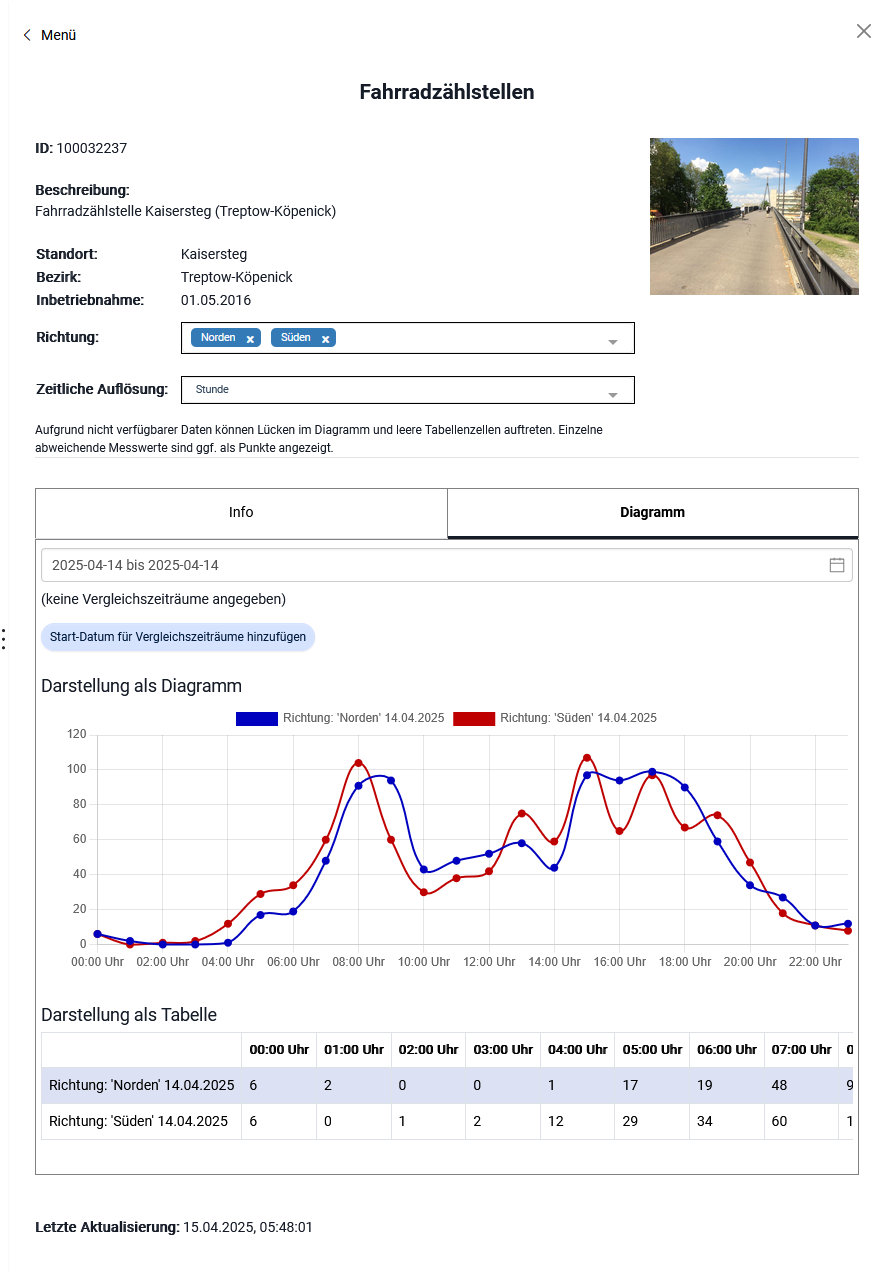 Menü
Fahrradzählstellen
ID: 100032237
Beschreibung:
Fahrradzählstelle Kaisersteg (Treptow-Köpenick)
Standort: Kaisersteg
Bezirk: Treptow-Köpenick
Inbetriebnahme: 01.05.2016
Richtung: Norden x Süden x
Zeitliche Auflösung: Stunde
Aufgrund nicht verfügbarer Daten können Lücken im Diagramm und leere Tabellenzellen auftreten. Einzelne
abweichende Messwerte sind ggf. als Punkte angezeigt.
Info Diagramm
2025-04-14 bis 2025-04-14
(keine Vergleichszeiträume angegeben)
Start-Datum für Vergleichszeiträume hinzufügen
Darstellung als Diagramm
Richtung: 'Norden' 14.04.2025 Richtung: 'Süden' 14.04.2025
120
100
80
60
40
20
0
00:00 Uhr 02:00 Uhr 04:00 Uhr 06:00 Uhr 08:00 Uhr 10:00 Uhr 12:00 Uhr 14:00 Uhr 16:00 Uhr 18:00 Uhr 20:00 Uhr 22:00 Uhr
Darstellung als Tabelle
00:00 Uhr 01:00 Uhr 02:00 Uhr 03:00 Uhr 04:00 Uhr 05:00 Uhr 06:00 Uhr 07:00 Uhr 0
Richtung: 'Norden' 14.04.2025 6 2 0 0 1 17 19 48 9
Richtung: 'Süden' 14.04.2025 6 0 1 2 12 29 34 60 1
Letzte Aktualisierung: 15.04.2025, 05:48:01